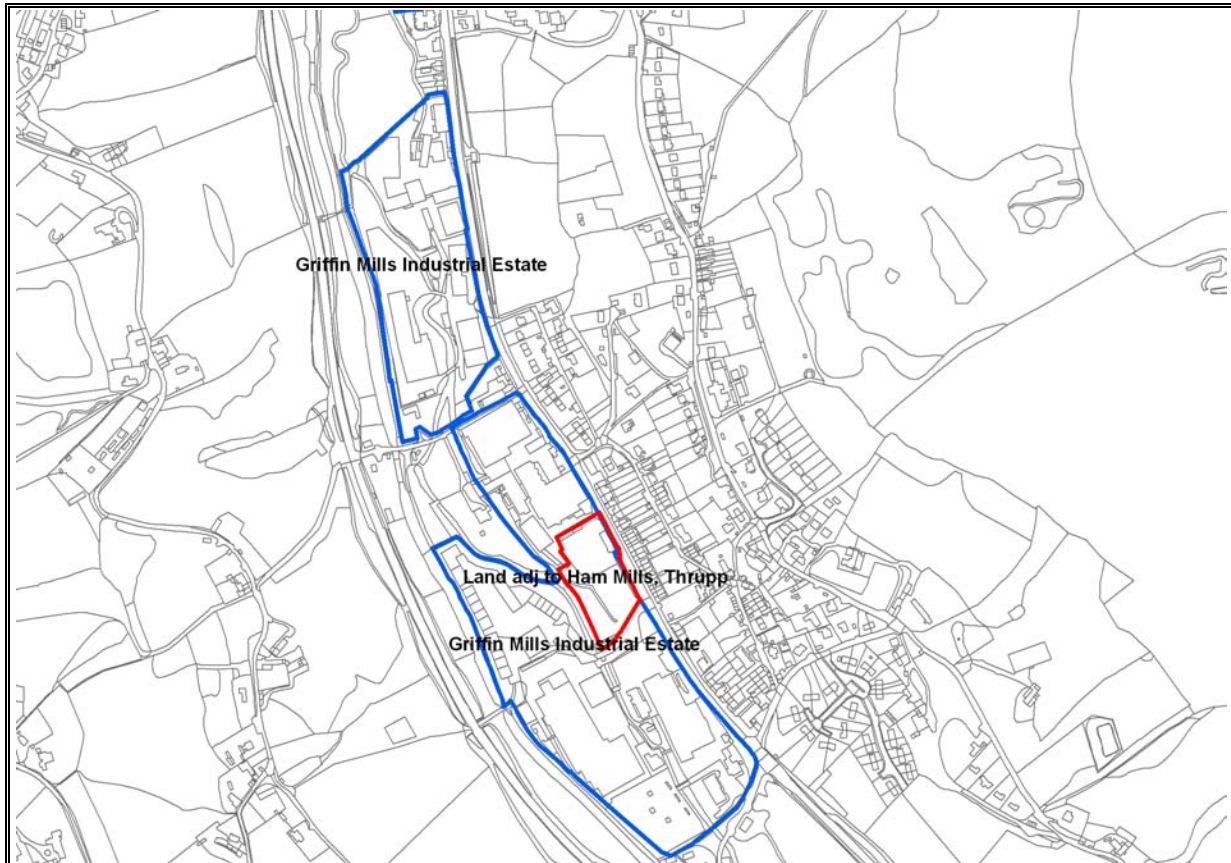 Griffin Mills Industrial Estate
Land adj to Ham Mills, Thrupp
Griffin Mills Industrial Estate